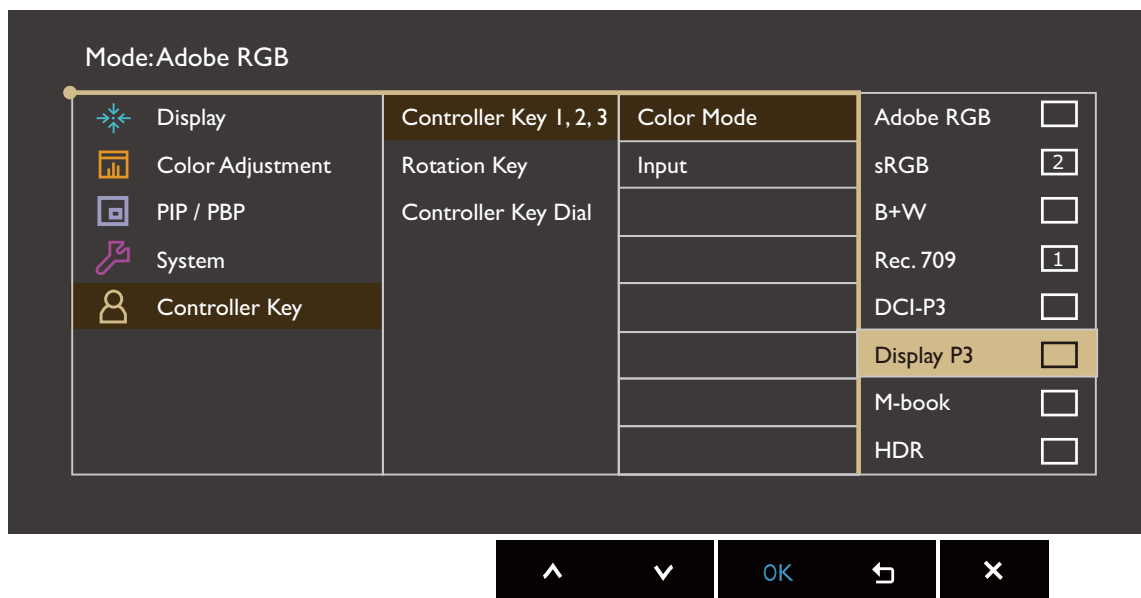 Mode: Adobe RGB
Display
Controller Key 1, 2, 3
Color Mode
Adobe RGB
Color Adjustment
Rotation Key
Input
sRGB
2
PIP / PBP
Controller Key Dial
B+W
System
Rec. 709
1
Controller Key
DCI-P3
Display P3
M-book
HDR
OK